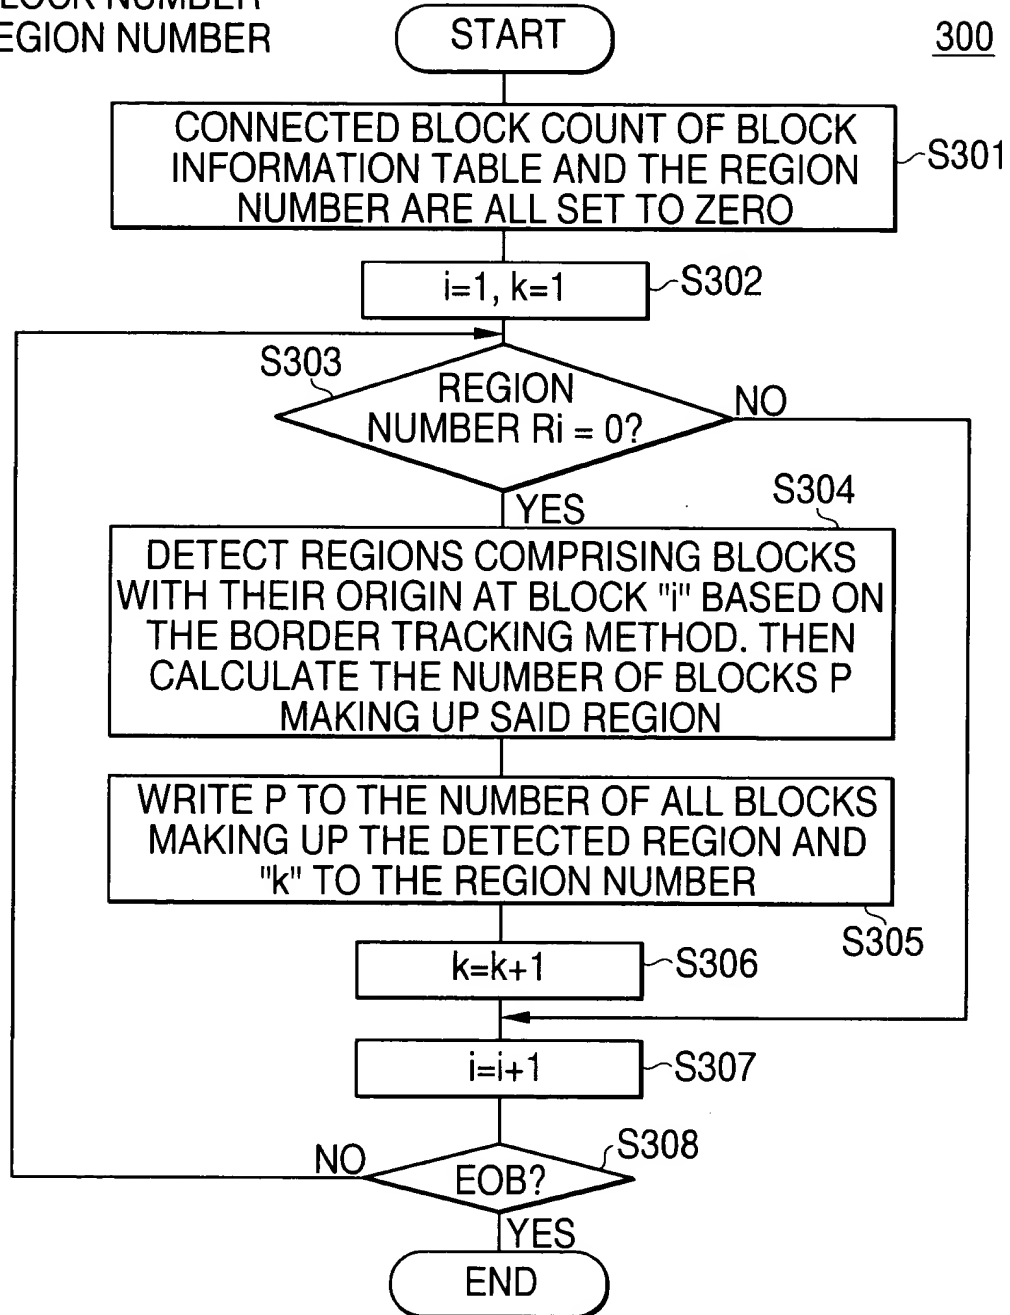 BLOCK NUMBER
REGION NUMBER
START
300
CONNECTED BLOCK COUNT OF BLOCK
INFORMATION TABLE AND THE REGION
NUMBER ARE ALL SET TO ZERO
S301
i=1, k=1
S302
S303
REGION
NUMBER Ri = 0?
NO
YES
S304
DETECT REGIONS COMPRISING BLOCKS
WITH THEIR ORIGIN AT BLOCK "i" BASED ON
THE BORDER TRACKING METHOD. THEN
CALCULATE THE NUMBER OF BLOCKS P
MAKING UP SAID REGION
WRITE P TO THE NUMBER OF ALL BLOCKS
MAKING UP THE DETECTED REGION AND
"k" TO THE REGION NUMBER
S305
k=k+1
S306
i=i+1
S307
S308
NO
EOB?
YES
END